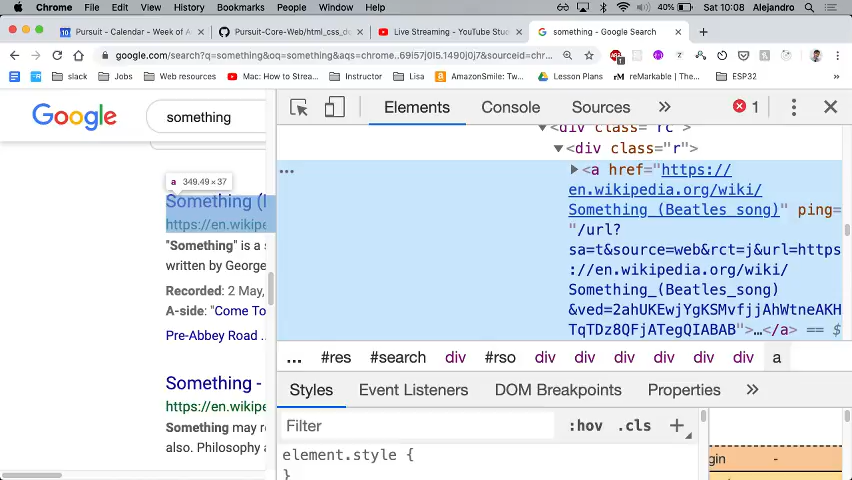 Chrome File Edit View History Bookmarks People Window Help 40% Sat 10:08 Alejandro
10 Pursuit - Calendar - Week of A
Pursuit-Core-Web/html_css_do
Live Streaming - YouTube Stu
something - Google Search
google.com/search?q=something&oq=something&aqs=chrome..69i57j0l5.1490j0j7&sourceid=chr...
slack Jobs Web resources Mac: How to Strea... Instructor Lisa AmazonSmile: Two... Lesson Plans reMarkable | The... ESP32
Google
something
Elements Console Sources 1
a 349.49 × 37
Something (
https://en.wikipe
"Something" is a s
written by George
Recorded: 2 May,
A-side: "Come To
Pre-Abbey Road ..
Something -
https://en.wikipe
Something may re
also. Philosophy a
<div class="rc">
<div class="r">
<a href="https://
en.wikipedia.org/wiki/
Something_(Beatles_song)" ping=
"/url?
sa=t&source=web&rct=j&url=https
://en.wikipedia.org/wiki/
Something_(Beatles_song)
&ved=2ahUKEwjYgKSMvfjjAhWtneAKH
TqTDz8QFjATegQIABAB">…</a> == $
... #res #search div #rso div div div div div a
Styles Event Listeners DOM Breakpoints Properties
Filter :hov .cls
element.style {
}
gin -